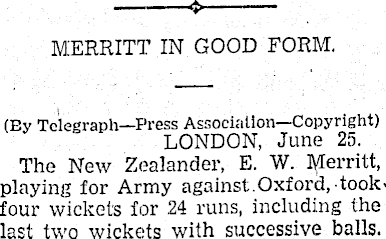 MERRITT IN GOOD FORM.
(By Telegraph—Press Association—Copyright)
LONDON, June 25.
The New Zealander, E. W. Merritt,
playing for Army against Oxford, took
four wickets for 24 runs, including the
last two wickets with successive balls.